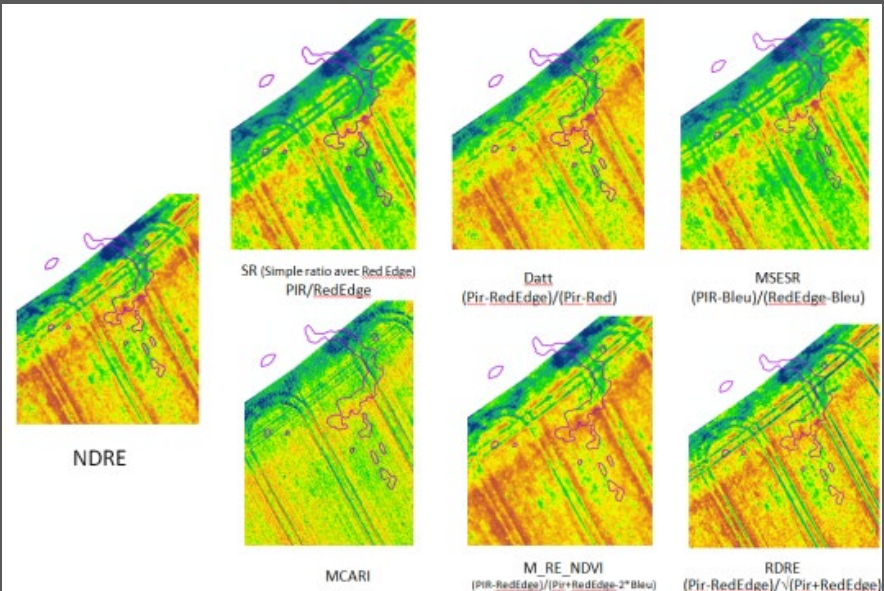 SR (Simple ratio avec Red Edge)
PIR/RedEdge
Datt
(Pir-RedEdge)/(Pir-Red)
MSESR
(PIR-Bleu)/(RedEdge-Bleu)
NDRE
MCARI
M_RE_NDVI
(PIR-RedEdge)/(Pir+RedEdge-2*Bleu)
RDRE
(Pir-RedEdge)/√(Pir+RedEdge)